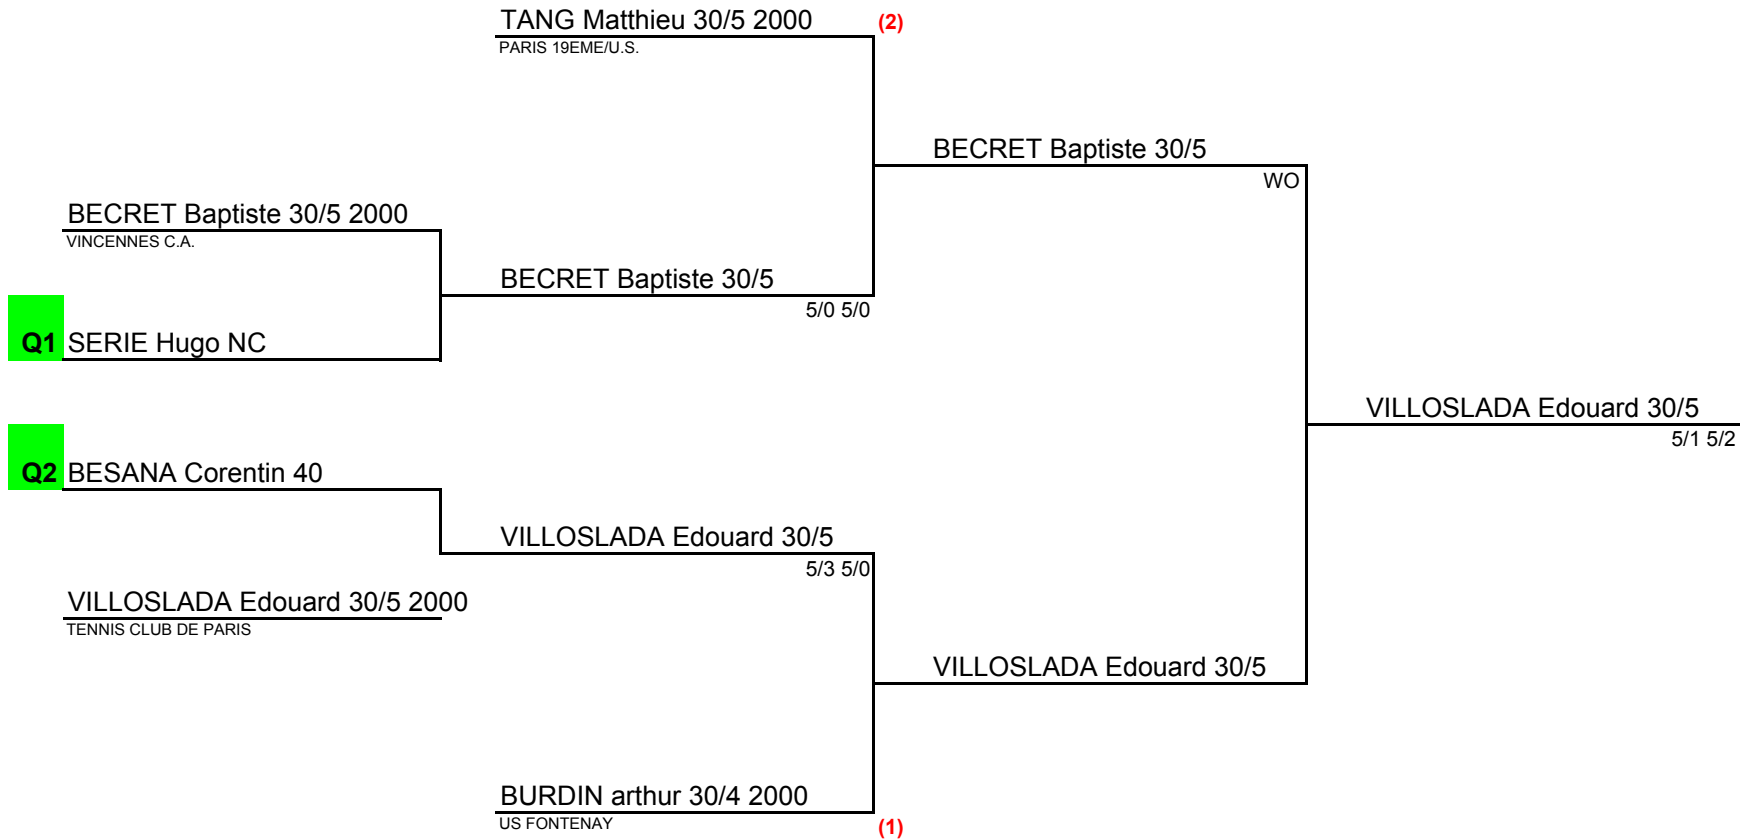 TANG Matthieu 30/5 2000
(2)
PARIS 19EME/U.S.
BECRET Baptiste 30/5
WO
BECRET Baptiste 30/5 2000
VINCENNES C.A.
BECRET Baptiste 30/5
5/0 5/0
Q1 SERIE Hugo NC
VILLOSLADA Edouard 30/5
5/1 5/2
Q2 BESANA Corentin 40
VILLOSLADA Edouard 30/5
5/3 5/0
VILLOSLADA Edouard 30/5 2000
TENNIS CLUB DE PARIS
VILLOSLADA Edouard 30/5
BURDIN arthur 30/4 2000
US FONTENAY
(1)